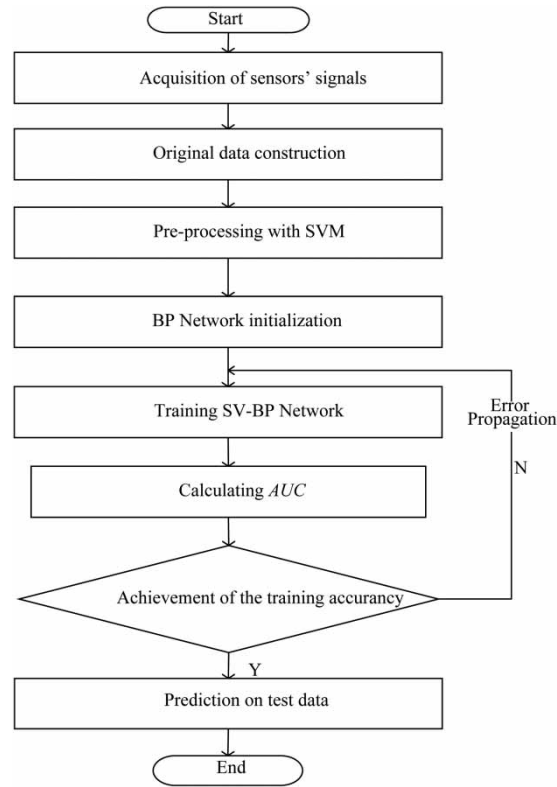 Start
Acquisition of sensors’ signals
Original data construction
Pre-processing with SVM
BP Network initialization
Error
Propagation
Training SV-BP Network
N
Calculating AUC
Achievement of the training accurancy
Y
Prediction on test data
End